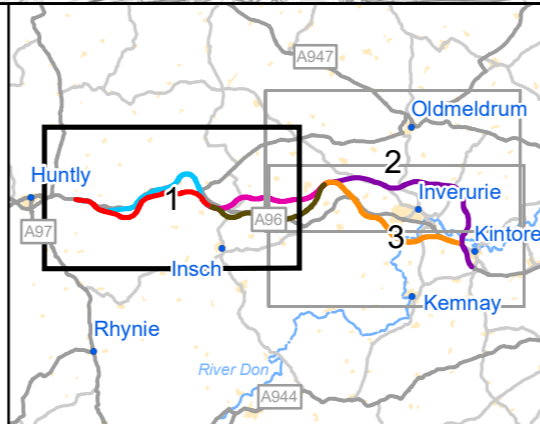 A947
Oldmeldrum
2
Huntly
1
Inverurie
A96
A97
3
Kintore
Insch
Kemnay
Rhynie
River Don
A944